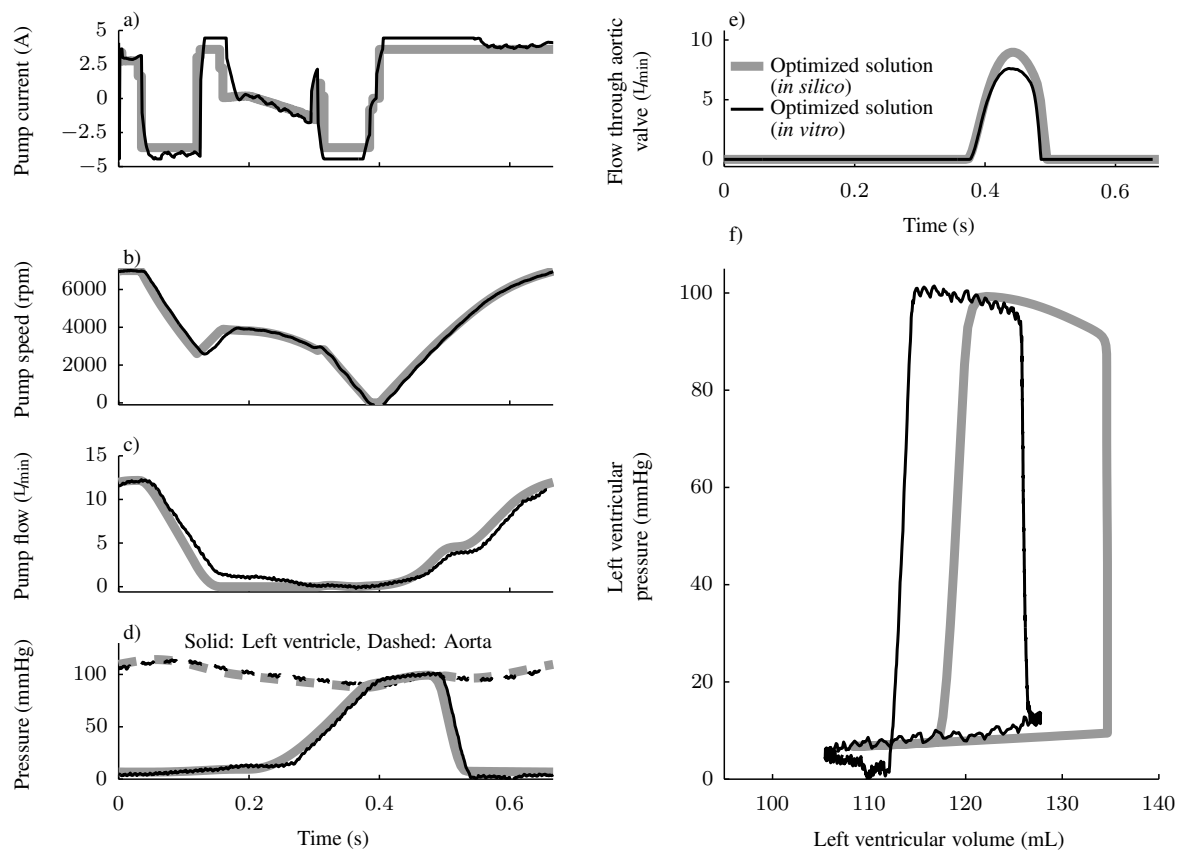 a)
Pump current (A)
5
2.5
0
−2.5
−5
b)
Pump speed (rpm)
6000
4000
2000
0
c)
Pump flow (L/min)
15
10
5
0
d)
Solid: Left ventricle, Dashed: Aorta
Pressure (mmHg)
100
50
0
0
0.2
0.4
0.6
Time (s)
e)
Flow through aortic
valve (L/min)
10
5
0
Optimized solution
(in silico)
Optimized solution
(in vitro)
0
0.2
0.4
0.6
Time (s)
f)
Left ventricular
pressure (mmHg)
100
80
60
40
20
0
100
110
120
130
140
Left ventricular volume (mL)